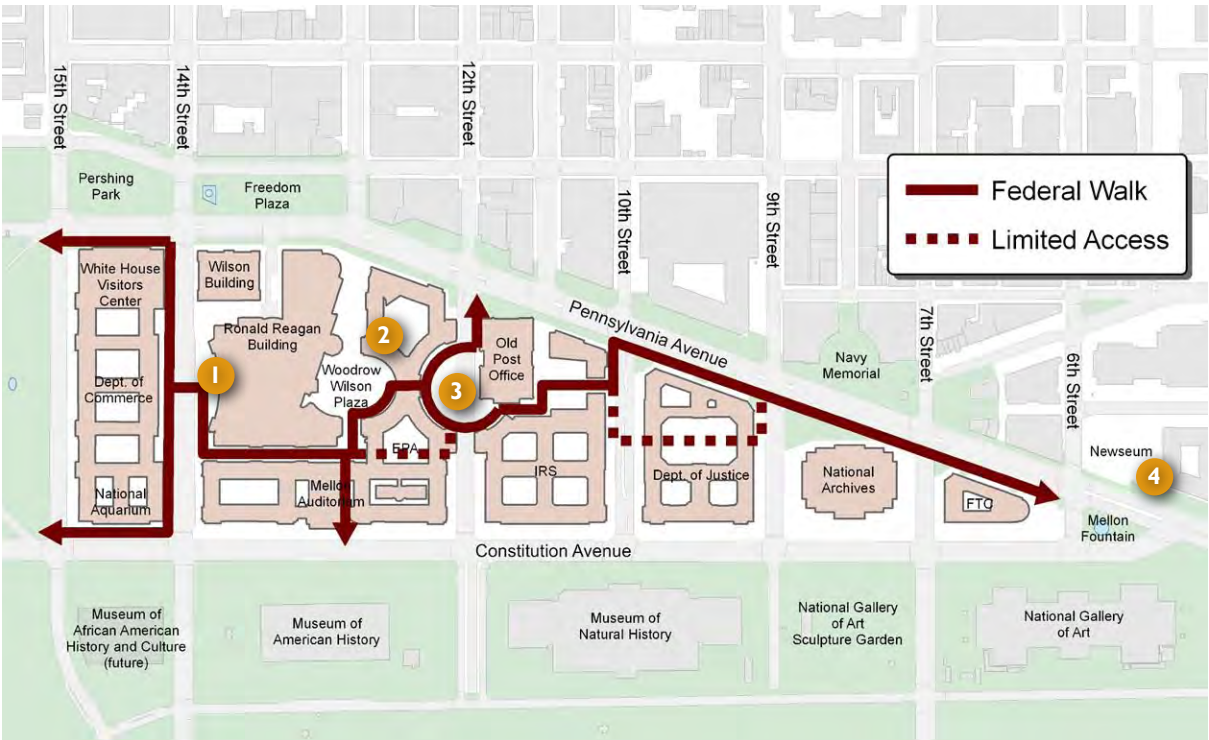 15th Street
14th Street
12th Street
10th Street
9th Street
7th Street
6th Street
Federal Walk
Limited Access
Pershing
Park
Freedom
Plaza
White House
Visitors
Center
Wilson
Building
Ronald Reagan
Building
1
2
Woodrow
Wilson
Plaza
3
Old
Post
Office
Pennsylvania Avenue
Navy
Memorial
Dept. of
Commerce
National
Aquarium
EPA
Mellon
Auditorium
IRS
Dept. of Justice
National
Archives
FTC
Newseum
4
Mellon
Fountain
Constitution Avenue
Museum of
African American
History and Culture
(future)
Museum of
American History
Museum of
Natural History
National Gallery
of Art
Sculpture Garden
National Gallery
of Art